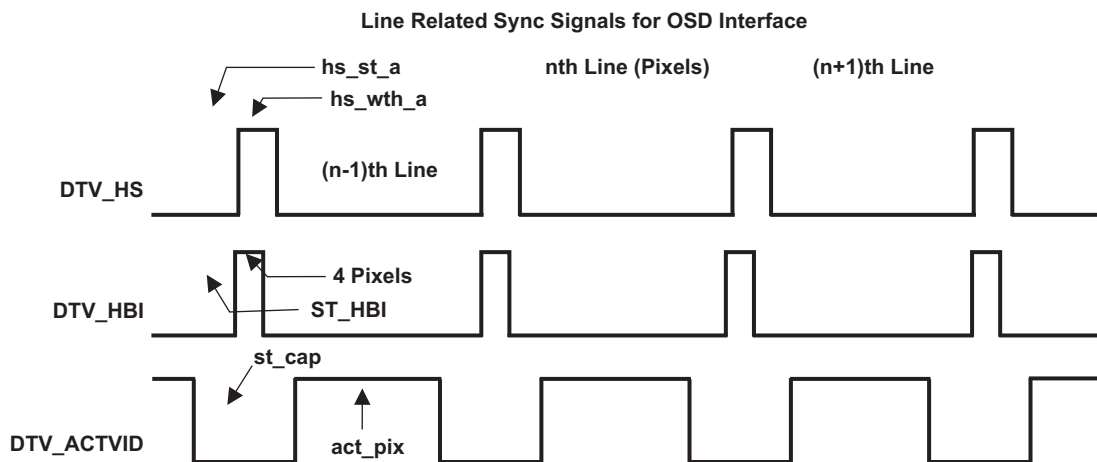 Line Related Sync Signals for OSD Interface
hs_st_a
nth Line (Pixels)
(n+1)th Line
hs_wth_a
(n-1)th Line
DTV_HS
4 Pixels
DTV_HBI
ST_HBI
st_cap
DTV_ACTVID
act_pix